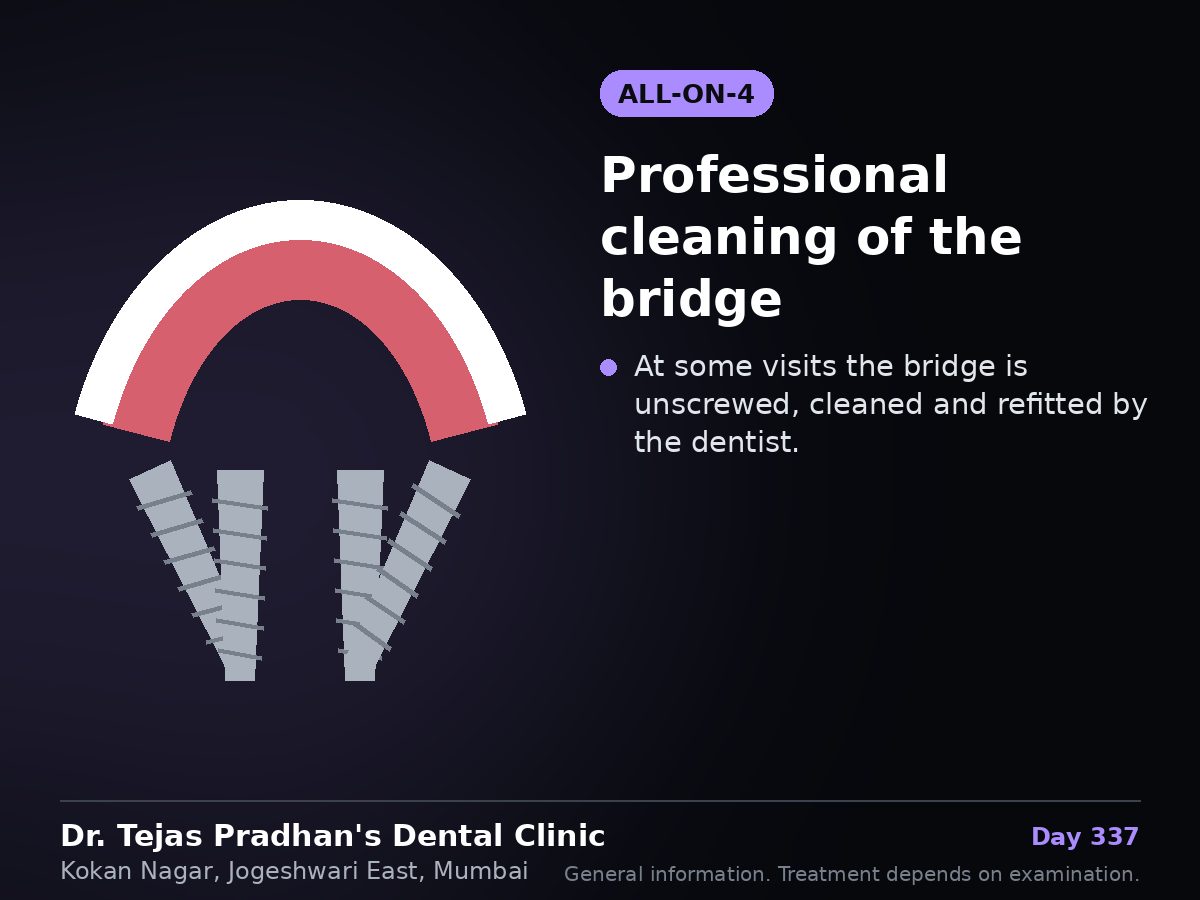 ALL-ON-4
Professional
cleaning of the
bridge
At some visits the bridge is
unscrewed, cleaned and refitted by
the dentist.
Dr. Tejas Pradhan's Dental Clinic
Day 337
Kokan Nagar, Jogeshwari East, Mumbai
General information. Treatment depends on examination.